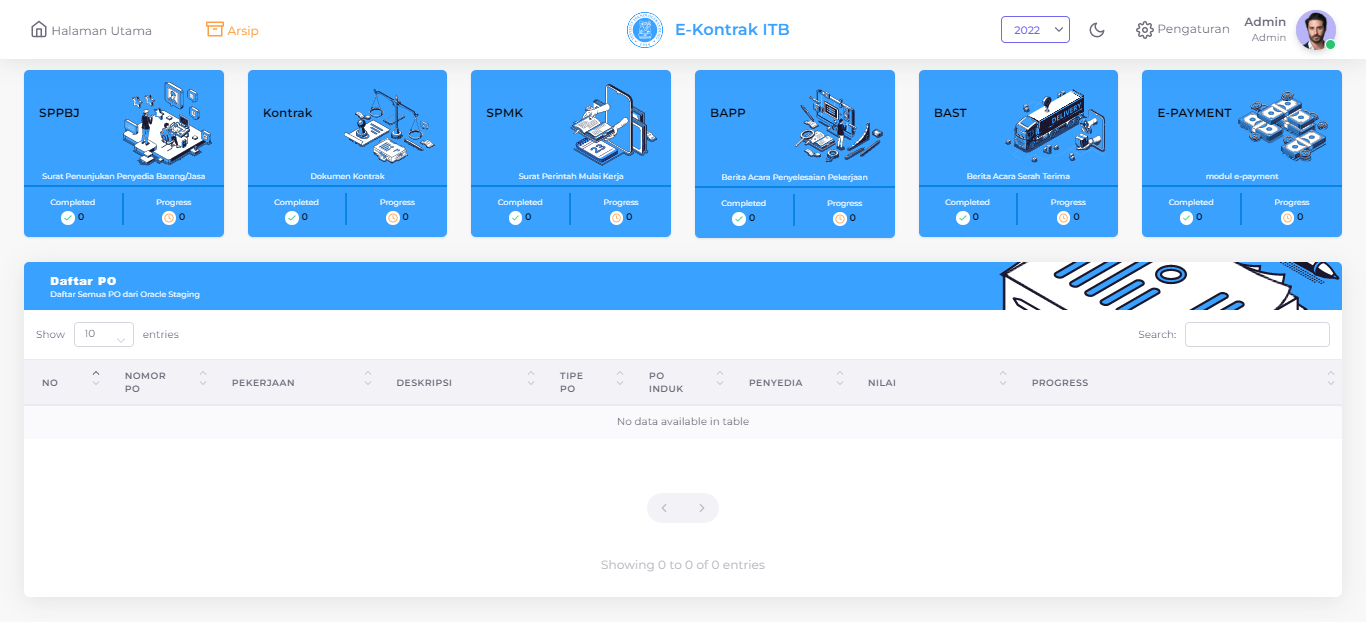 Halaman Utama
Arsip
E-Kontrak ITB
2022
Pengaturan
Admin
Admin
SPPBJ
Surat Penunjukan Penyedia Barang/Jasa
Completed Progress
0 0
Kontrak
Dokumen Kontrak
Completed Progress
0 0
SPMK
23
Surat Perintah Mulai Kerja
Completed Progress
0 0
BAPP
Berita Acara Penyelesaian Pekerjaan
Completed Progress
0 0
BAST
DELIVERY
Berita Acara Serah Terima
Completed Progress
0 0
E-PAYMENT
modul e-payment
Completed Progress
0 0
Daftar PO
Daftar Semua PO dari Oracle Staging
Show 10 entries
Search:
NO
NOMOR
PO
PEKERJAAN
DESKRIPSI
TIPE
PO
PO
INDUK
PENYEDIA
NILAI
PROGRESS
No data available in table
Showing 0 to 0 of 0 entries